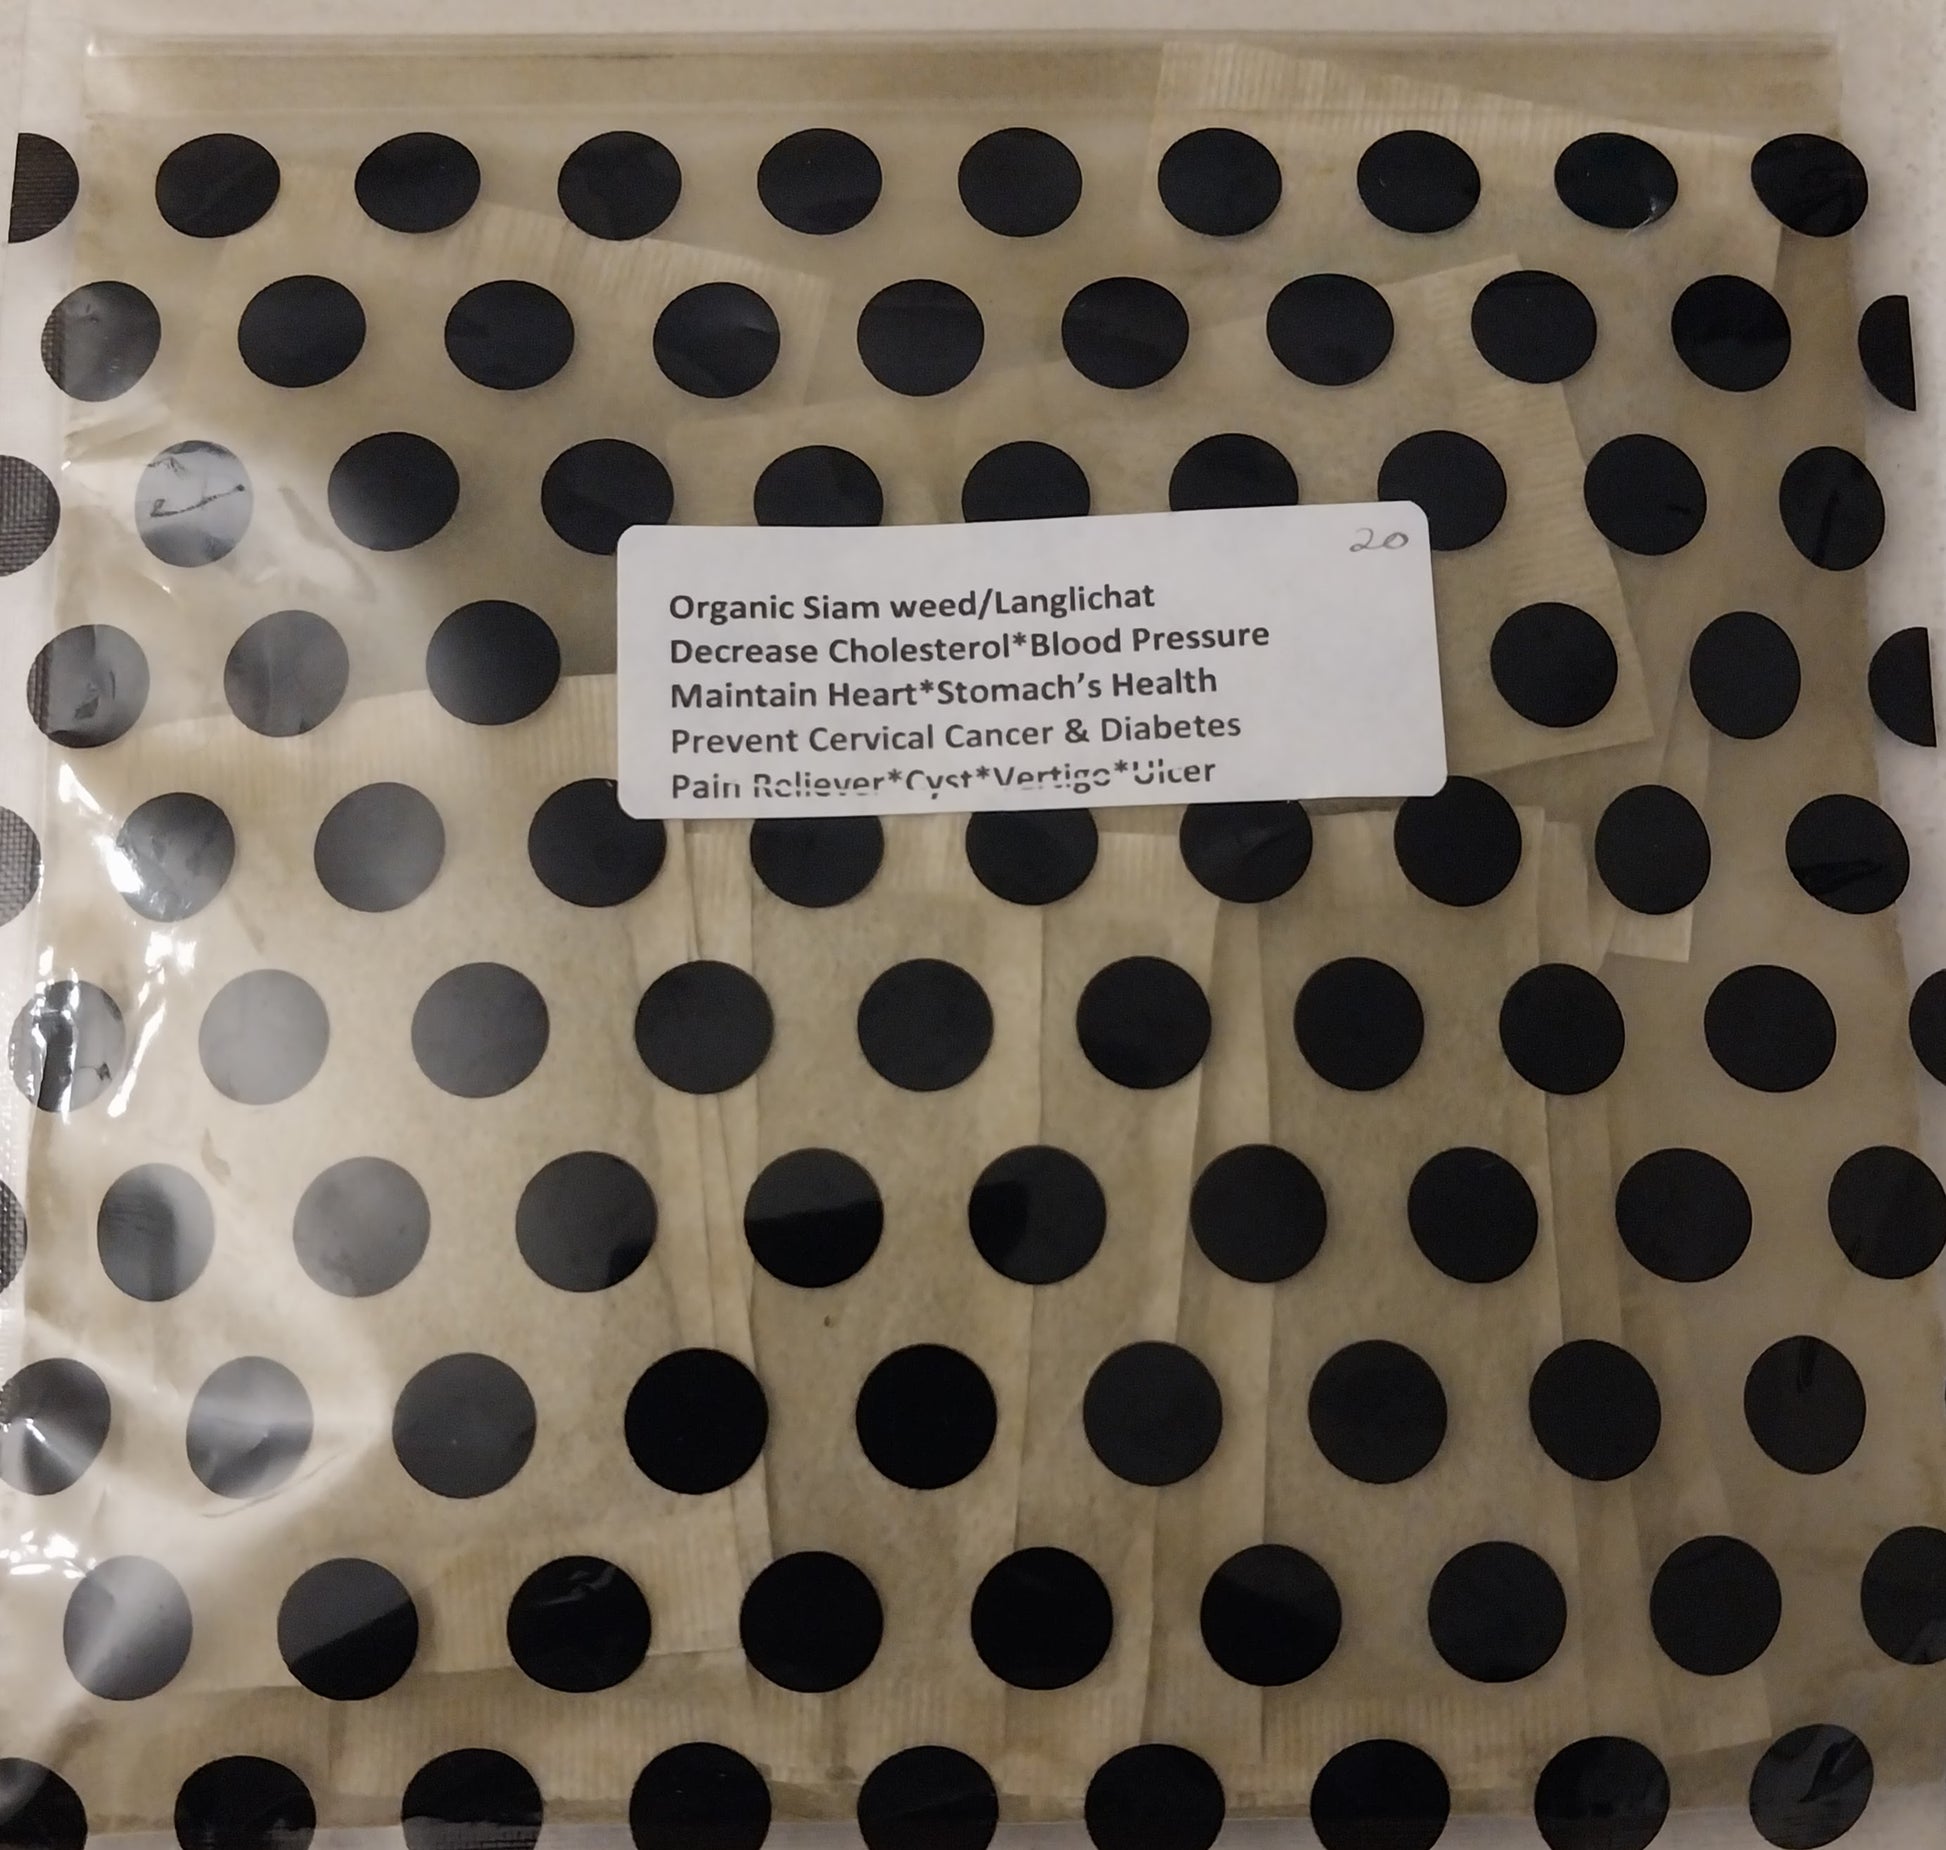 20
Organic Siam weed/Langlichat
Decrease Cholesterol*Blood Pressure
Maintain Heart*Stomach's Health
Prevent Cervical Cancer & Diabetes
Pain Reliever*Cyst*Vertigo*Ulcer